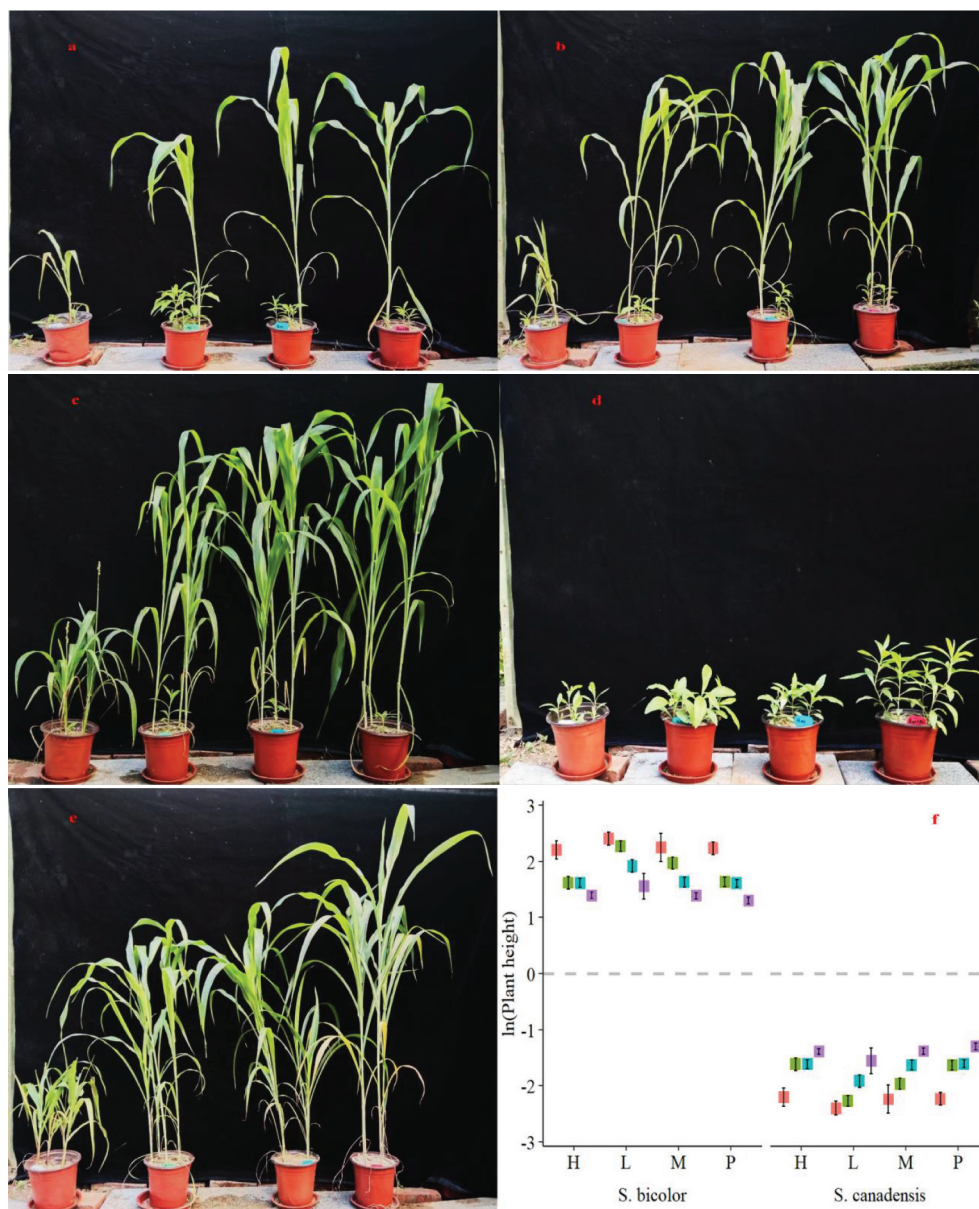 a
b
c
d
e
f
3
2
1
0
-1
-2
-3
ln(Plant height)
H L M P H L M P
S. bicolor S. canadensis